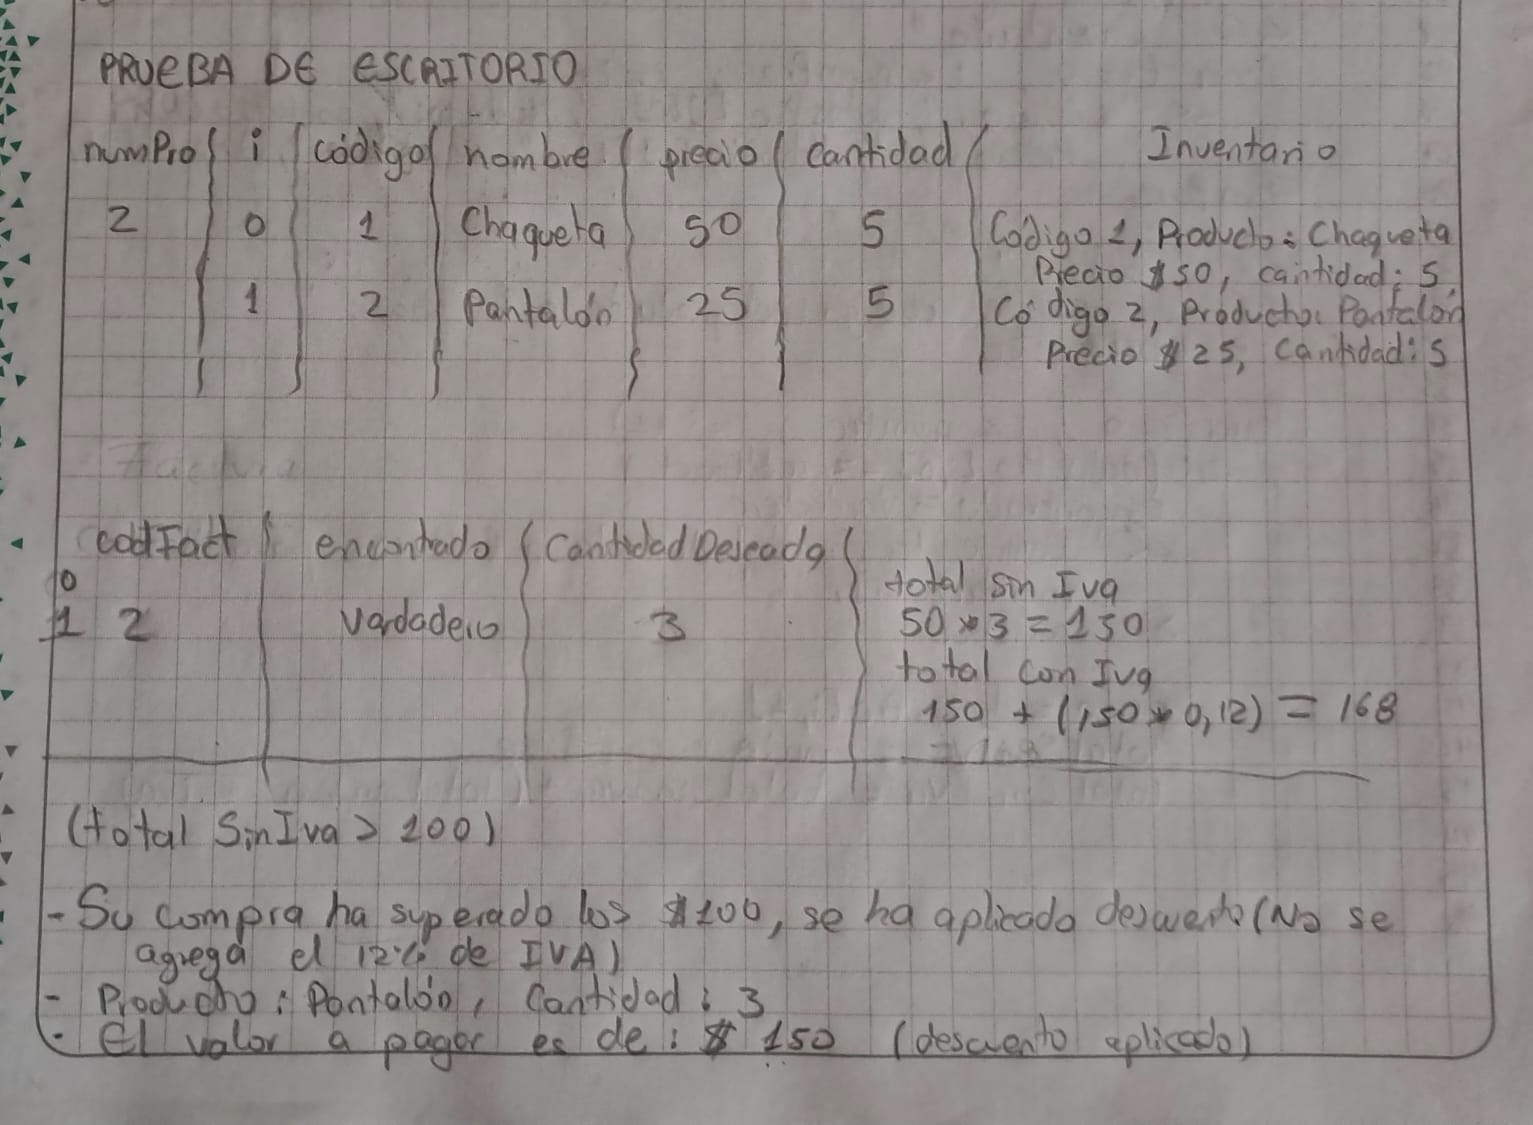 PRUEBA DE ESCRITORIO
numPro i código nombre precio cantidad Inventario
2 0 1 Chaqueta 50 5 Código 1, Producto: Chaqueta
Precio $50, cantidad: 5,
1 2 Pantalón 25 5 Código 2, Producto: Pantalón
Precio $25, Cantidad: 5
codFact encontrado Cantidad Deseada
0 total sin Iva
1 2 Verdadero 3 50 * 3 = 150
total con Iva
150 + (150 * 0,12) = 168
(total SinIva > 100)
- Su compra ha superado los $100, se ha aplicado descuento (No se
agrega el 12% de IVA)
- Producto: Pantalón, Cantidad: 3
- El valor a pagar es de: $ 150 (descuento aplicado)